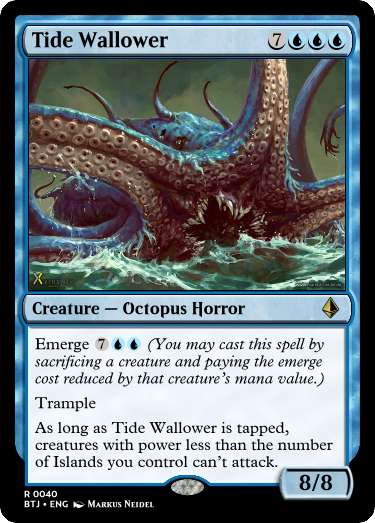 Tide Wallower 7
Creature — Octopus Horror
Emerge 7 (You may cast this spell by
sacrificing a creature and paying the emerge
cost reduced by that creature's mana value.)
Trample
As long as Tide Wallower is tapped,
creatures with power less than the number
of Islands you control can't attack.
8/8
R 0040
BTJ • ENG Markus Neidel